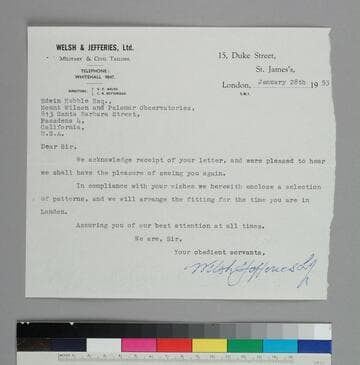 WELSH & JEFFERIES, Ltd.
Military & Civil Tailors.
TELEPHONE:
WHITEHALL 1847.
DIRECTORS:
15, Duke Street,
St. James's,
London, January 28th 1953
S.W.1.
Edwin Hubble Esq.,
Mount Wilson and Palomar Observatories,
813 Santa Barbara Street,
Pasadena 4,
California.
U.S.A.
Dear Sir,
We acknowledge receipt of your letter, and were pleased to hear
we shall have the pleasure of seeing you again.
In compliance with your wishes we herewith enclose a selection
of patterns, and we will arrange the fitting for the time you are in
London.
Assuring you of our best attention at all times.
We are, Sir,
Your obedient servants,
Welsh & Jefferies Ld